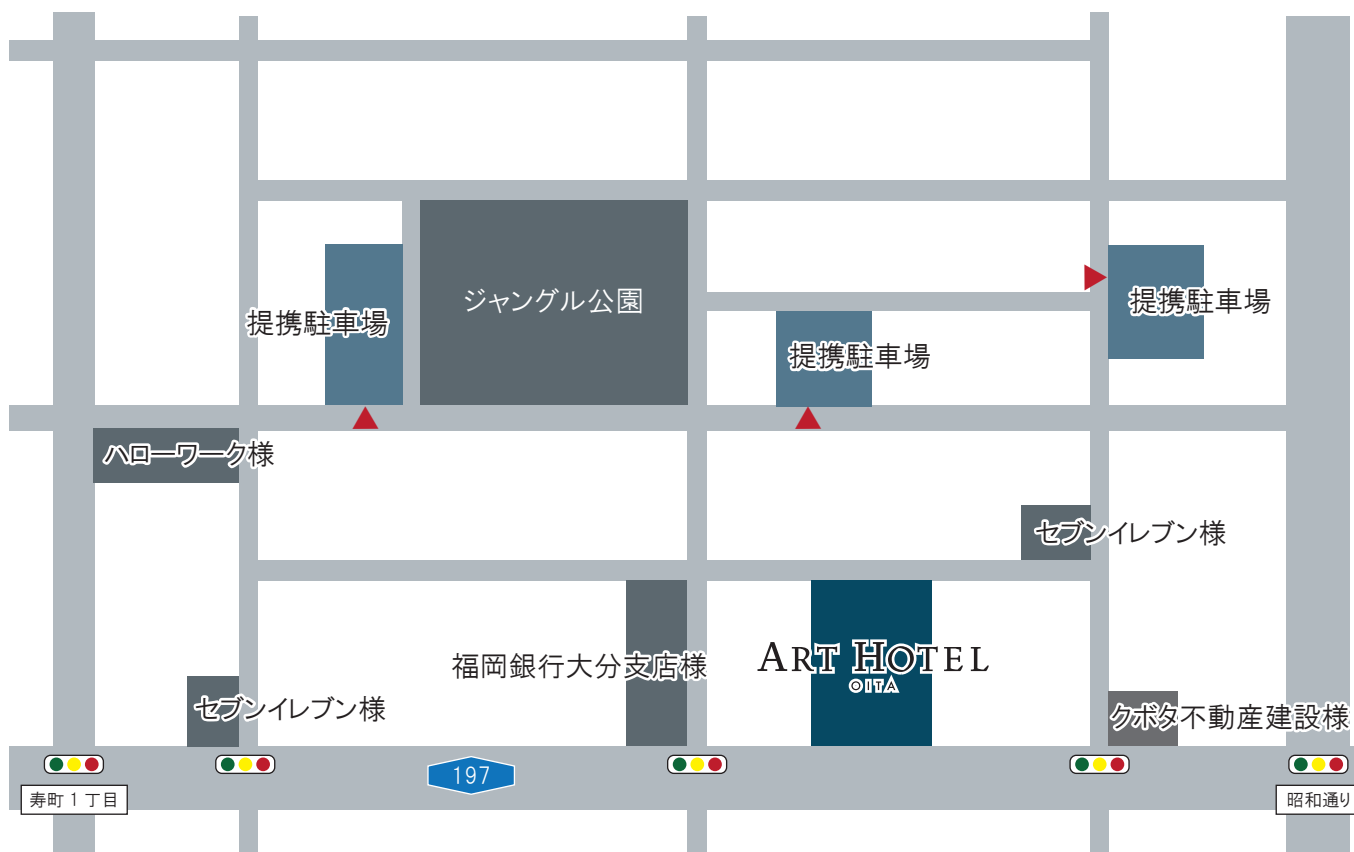 ジャングル公園
提携駐車場
提携駐車場
提携駐車場
ハローワーク様
セブンイレブン様
福岡銀行大分支店様
ART HOTEL
OITA
セブンイレブン様
クボタ不動産建設様
197
寿町1丁目
昭和通り